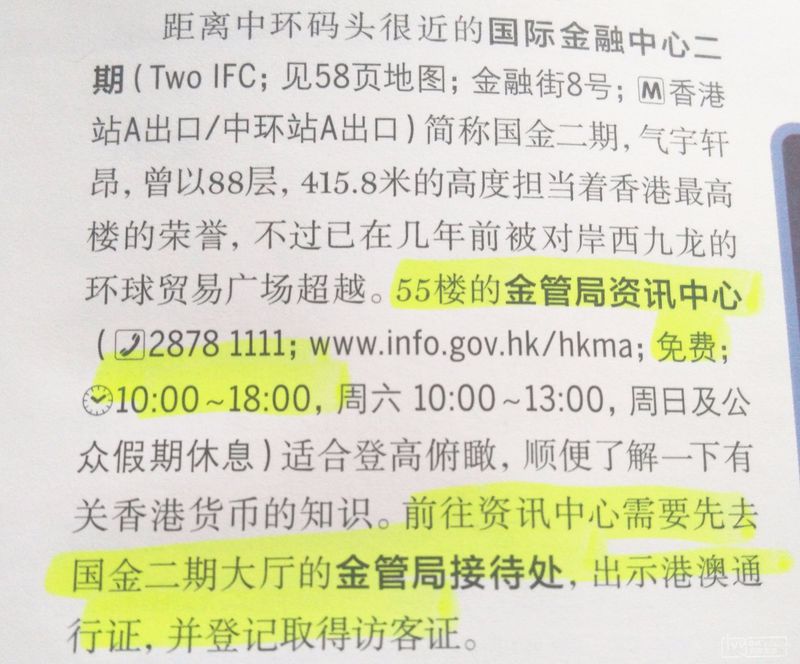 距离中环码头很近的国际金融中心二
期(Two IFC；见58页地图；金融街8号；M香港
站A出口/中环站A出口)简称国金二期，气宇轩
昂，曾以88层，415.8米的高度担当着香港最高
楼的荣誉，不过已在几年前被对岸西九龙的
环球贸易广场超越。55楼的金管局资讯中心
(2878 1111；www.info.gov.hk/hkma；免费；
10:00~18:00，周六 10:00~13:00，周日及公
众假期休息)适合登高俯瞰，顺便了解一下有
关香港货币的知识。前往资讯中心需要先去
国金二期大厅的金管局接待处，出示港澳通
行证，并登记取得访客证。